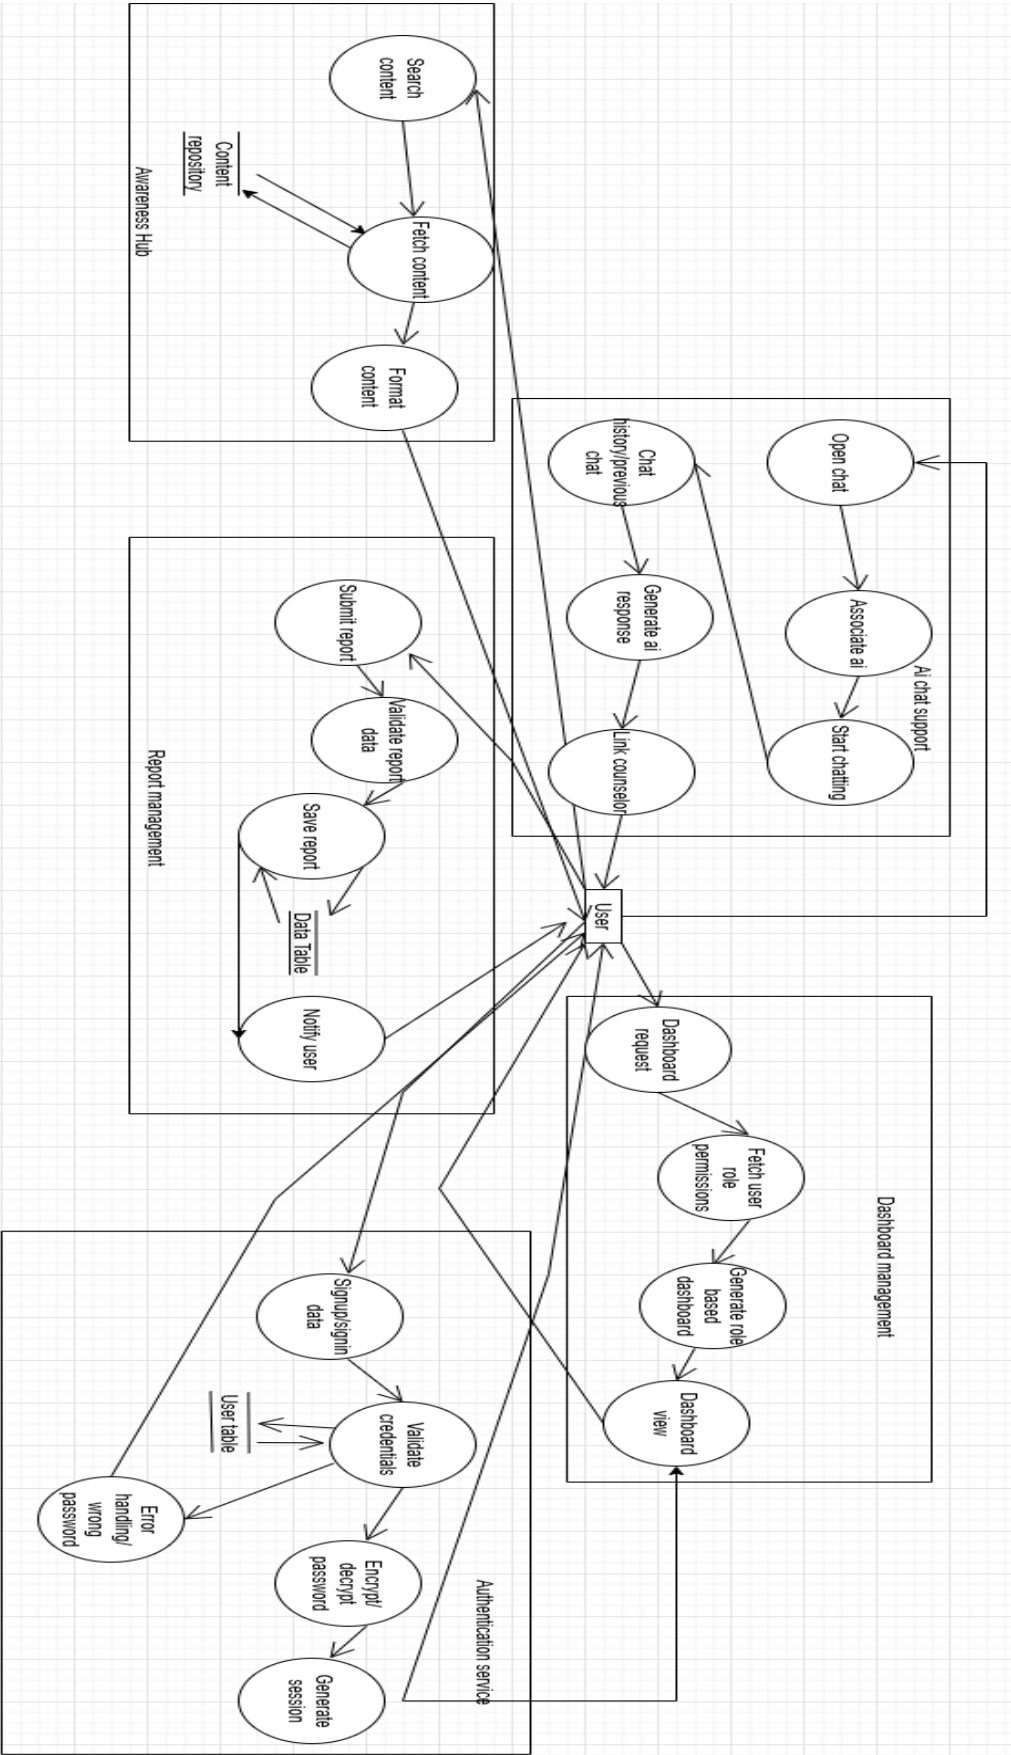 Ai chat support
Open chat
Associate ai
Start chatting
Chat
history/previous
chat
Generate ai
response
Link counselor
Dashboard management
Dashboard
request
Fetch user
role
permissions
Generate role
based
dashboard
Dashboard
view
User
Search
content
Fetch content
Format
content
Content
repository
Awareness Hub
Submit report
Validate report
data
Save report
Data Table
Notify user
Report management
Authentication service
Signup/signin
data
Validate
credentials
User table
Encrypt/
decrypt
password
Generate
session
Error
handling/
wrong
password